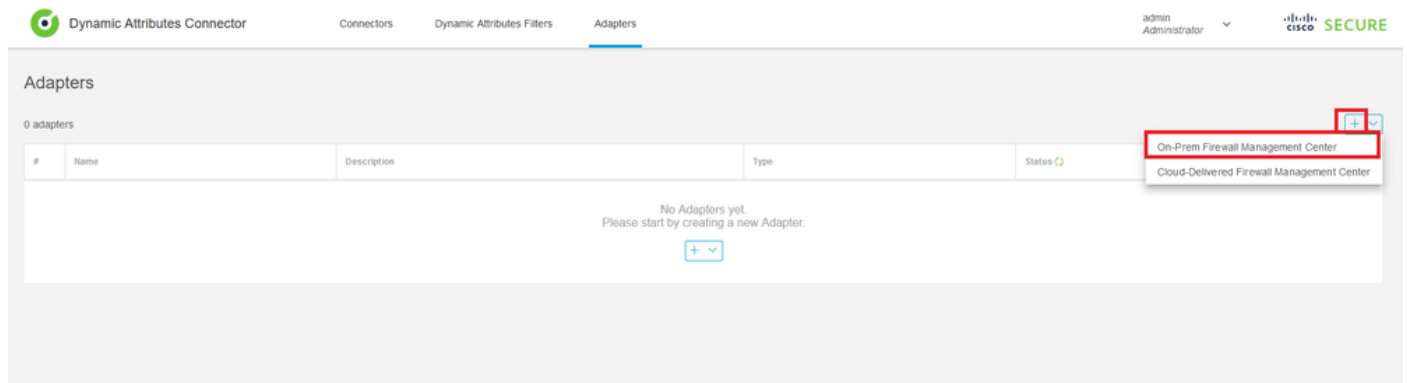 Dynamic Attributes Connector
Connectors
Dynamic Attributes Filters
Adapters
admin
Administrator
cisco SECURE
Adapters
0 adapters
On-Prem Firewall Management Center
Cloud-Delivered Firewall Management Center
# Name Description Type Status
No Adapters yet.
Please start by creating a new Adapter.